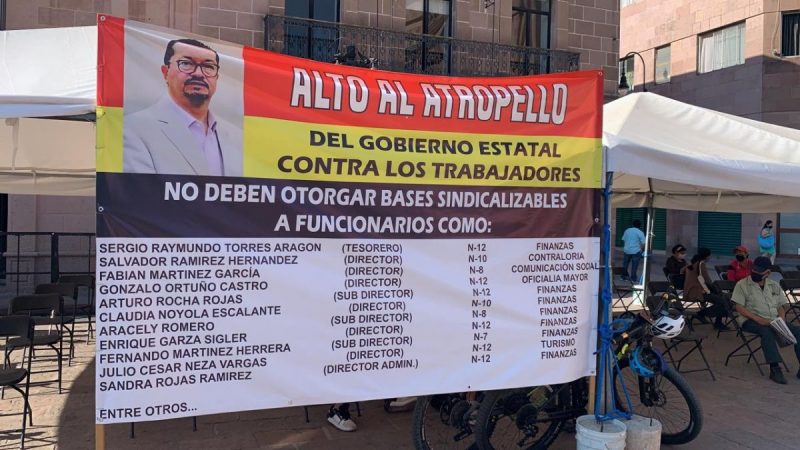 ALTO AL ATROPELLO
DEL GOBIERNO ESTATAL
CONTRA LOS TRABAJADORES
NO DEBEN OTORGAR BASES SINDICALIZABLES
A FUNCIONARIOS COMO:
SERGIO RAYMUNDO TORRES ARAGON (TESORERO) N-12 FINANZAS
SALVADOR RAMIREZ HERNANDEZ (DIRECTOR) N-10 CONTRALORIA
FABIAN MARTINEZ GARCÍA (DIRECTOR) N-8 COMUNICACIÓN SOCIAL
GONZALO ORTUÑO CASTRO (DIRECTOR) N-12 OFICIALIA MAYOR
ARTURO ROCHA ROJAS (SUB DIRECTOR) N-12 FINANZAS
CLAUDIA NOYOLA ESCALANTE (DIRECTOR) N-10 FINANZAS
ARACELY ROMERO (SUB DIRECTOR) N-8 FINANZAS
ENRIQUE GARZA SIGLER (DIRECTOR) N-12 FINANZAS
FERNANDO MARTINEZ HERRERA (SUB DIRECTOR) N-7 FINANZAS
JULIO CESAR NEZA VARGAS (DIRECTOR) N-12 TURISMO
SANDRA ROJAS RAMIREZ (DIRECTOR ADMIN.) N-12 FINANZAS
ENTRE OTROS...